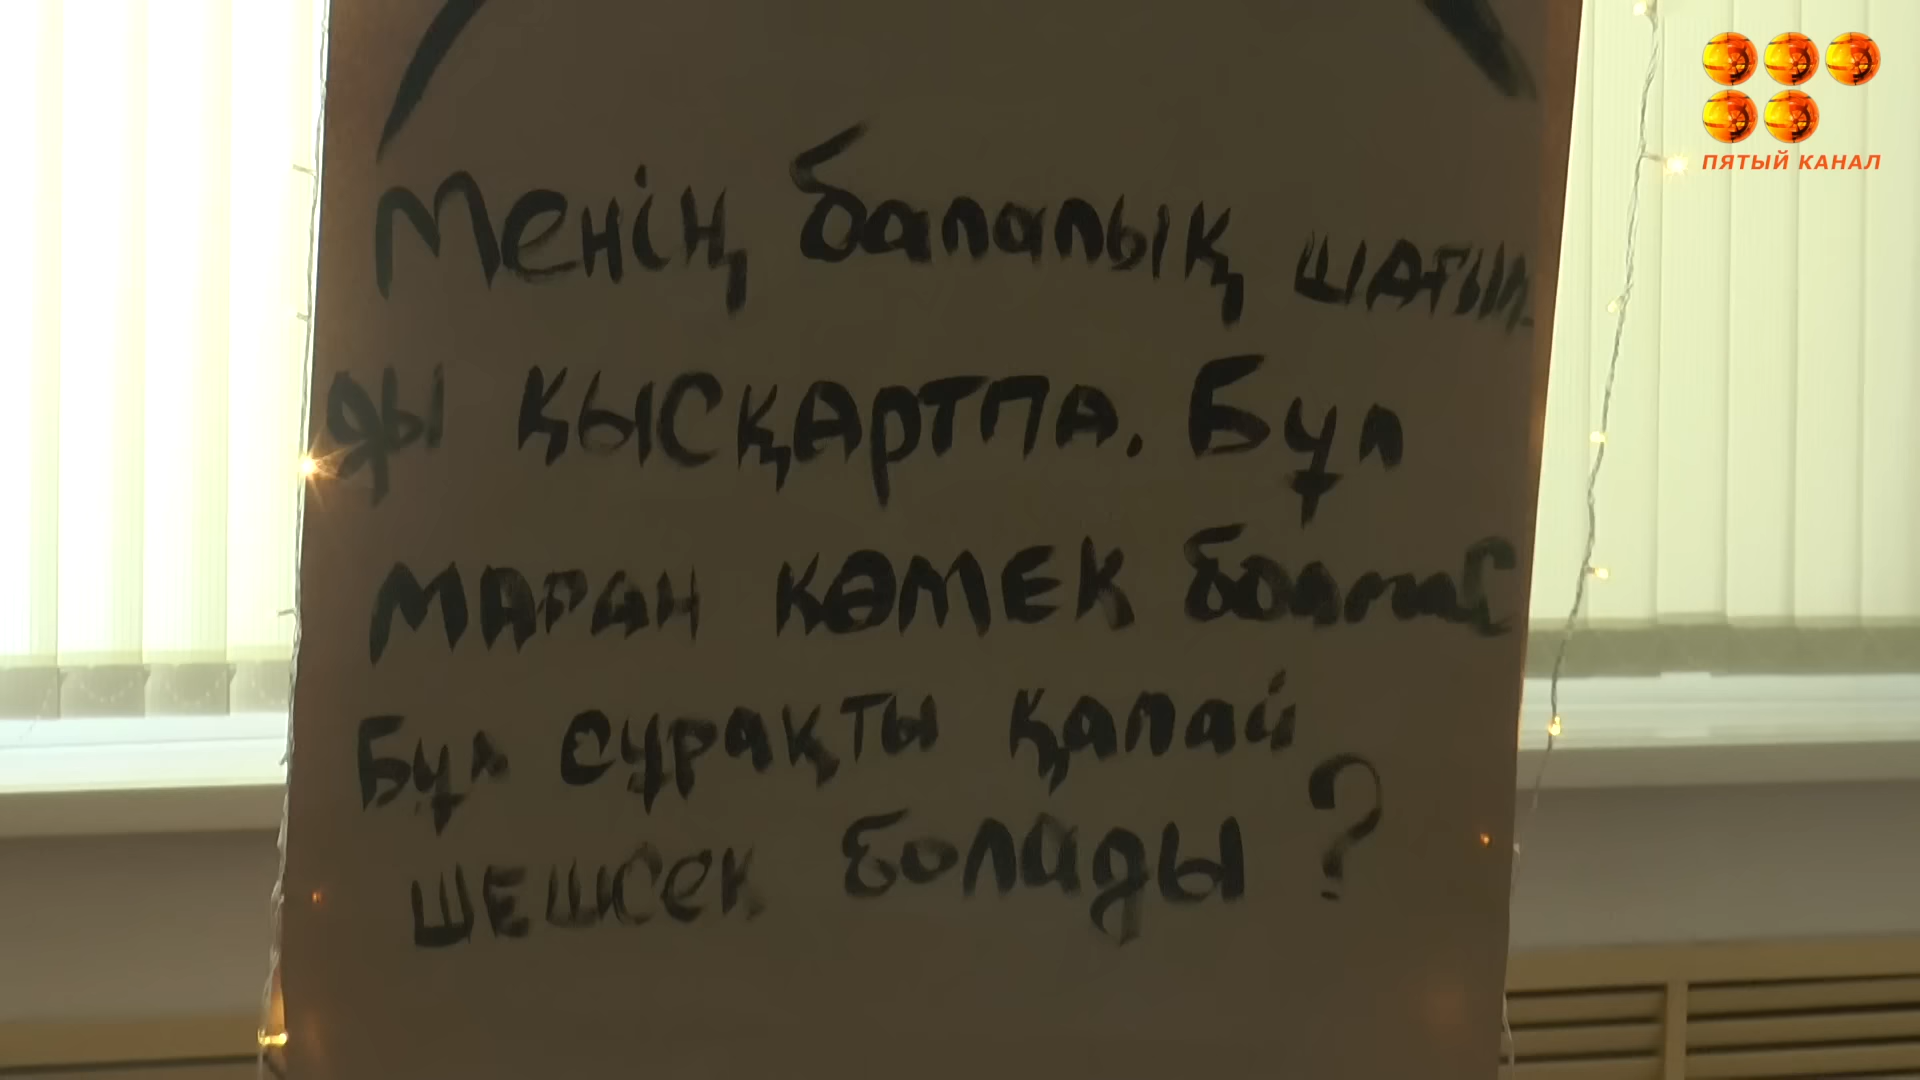 ПЯТЫЙ КАНАЛ
Менің балалық шағым-
ды қысқартпа. Бұл
маған көмек болмас
Бұл сұрақты қалай
шешсек болады?